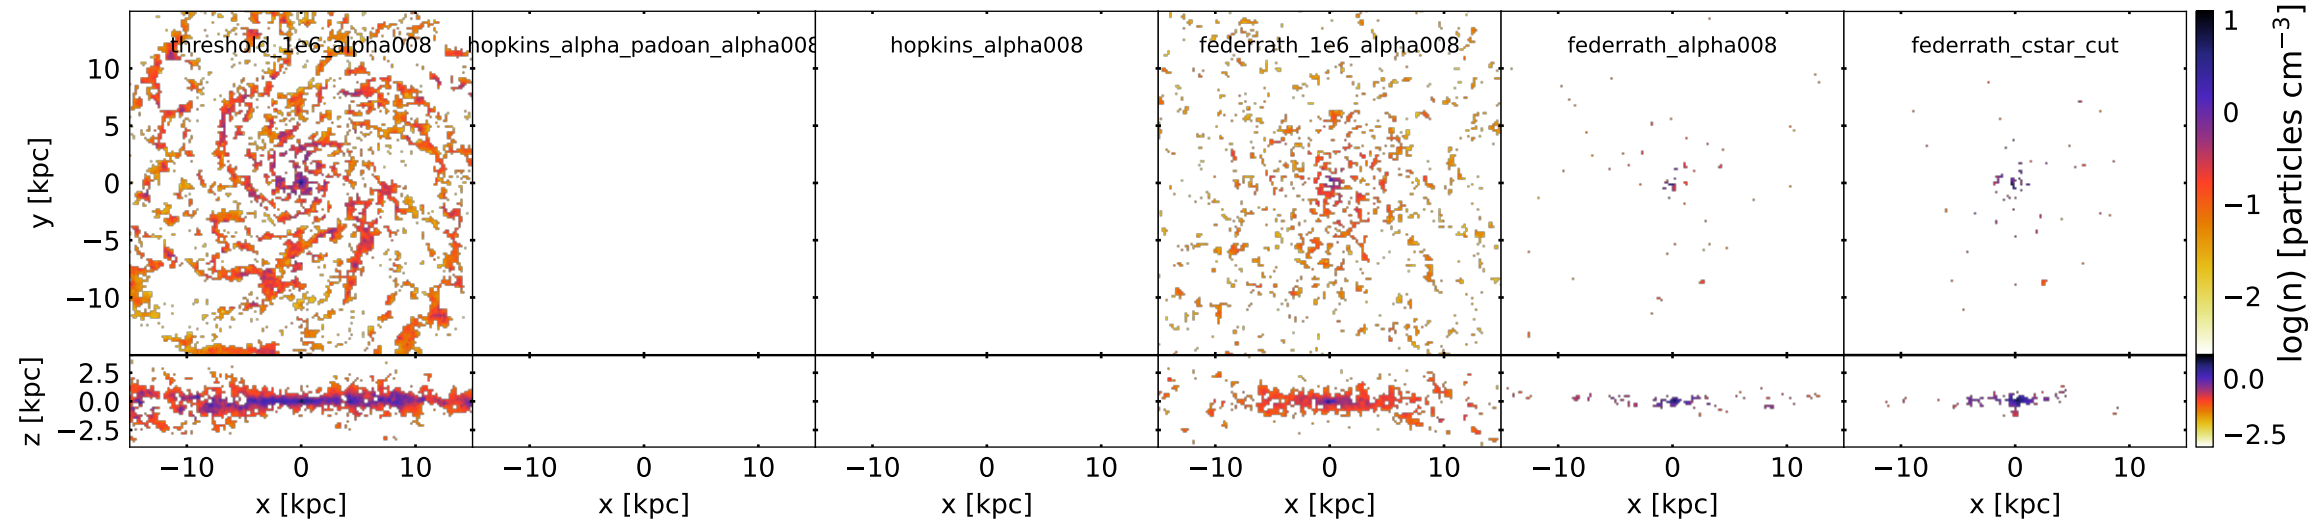 threshold_1e6_alpha008
hopkins_alpha_padoan_alpha008
hopkins_alpha008
federrath_1e6_alpha008
federrath_alpha008
federrath_cstar_cut
y [kpc]
10
5
0
−5
−10
z [kpc]
2.5
0.0
−2.5
−10 0 10
−10 0 10
−10 0 10
−10 0 10
−10 0 10
−10 0 10
x [kpc]
x [kpc]
x [kpc]
x [kpc]
x [kpc]
x [kpc]
1
0
−1
−2
0.0
−2.5
log(n) [particles cm⁻³]